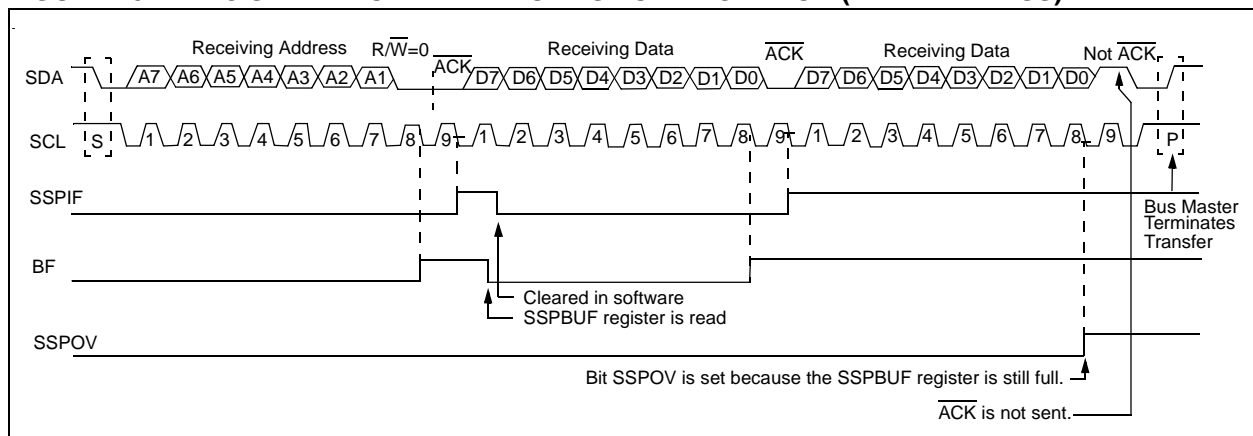 Receiving Address R/W=0 ACK Receiving Data ACK Receiving Data Not ACK
SDA A7 A6 A5 A4 A3 A2 A1 D7 D6 D5 D4 D3 D2 D1 D0 D7 D6 D5 D4 D3 D2 D1 D0
SCL S 1 2 3 4 5 6 7 8 9 1 2 3 4 5 6 7 8 9 1 2 3 4 5 6 7 8 9 P
SSPIF
Bus Master
Terminates
Transfer
BF
Cleared in software
SSPBUF register is read
SSPOV
Bit SSPOV is set because the SSPBUF register is still full.
ACK is not sent.